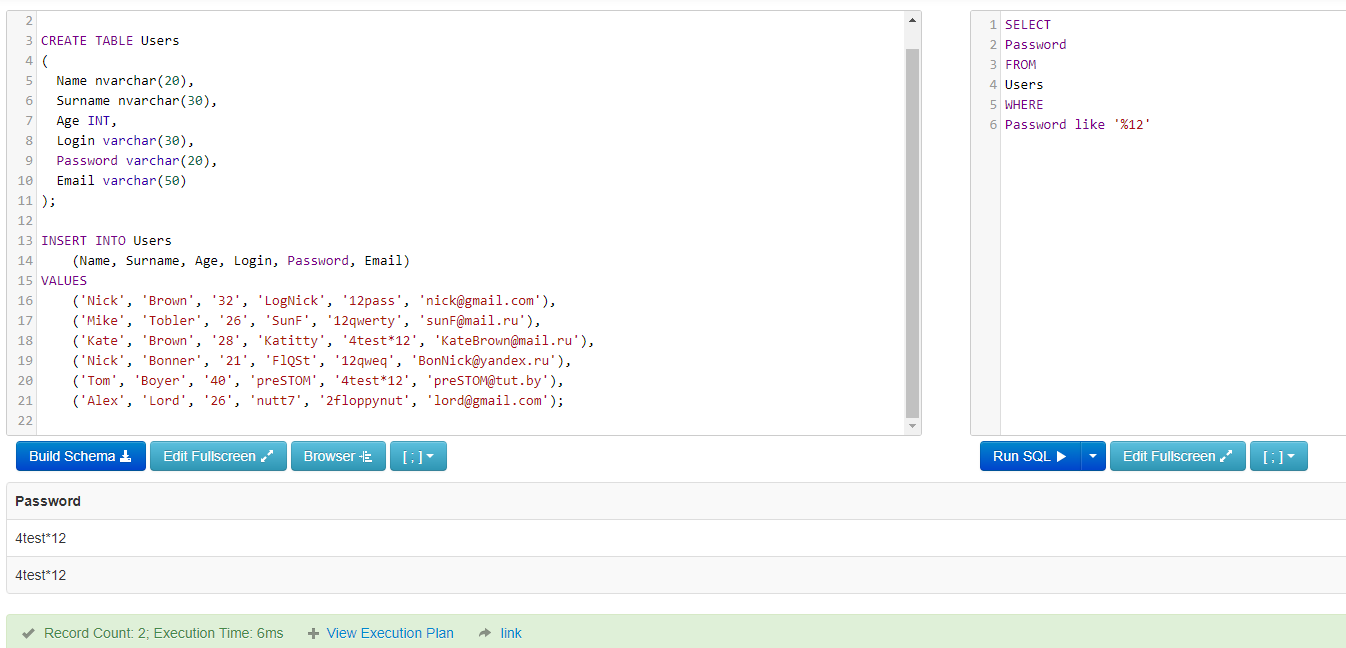 2
3 CREATE TABLE Users
4 (
5 Name nvarchar(20),
6 Surname nvarchar(30),
7 Age INT,
8 Login varchar(30),
9 Password varchar(20),
10 Email varchar(50)
11 );
12
13 INSERT INTO Users
14 (Name, Surname, Age, Login, Password, Email)
15 VALUES
16 ('Nick', 'Brown', '32', 'LogNick', '12pass', 'nick@gmail.com'),
17 ('Mike', 'Tobler', '26', 'SunF', '12qwerty', 'sunF@mail.ru'),
18 ('Kate', 'Brown', '28', 'Katitty', '4test*12', 'KateBrown@mail.ru'),
19 ('Nick', 'Bonner', '21', 'FlQSt', '12qweq', 'BonNick@yandex.ru'),
20 ('Tom', 'Boyer', '40', 'preSTOM', '4test*12', 'preSTOM@tut.by'),
21 ('Alex', 'Lord', '26', 'nutt7', '2floppynut', 'lord@gmail.com');
22
1 SELECT
2 Password
3 FROM
4 Users
5 WHERE
6 Password like '%12'
Build Schema Edit Fullscreen Browser [ ; ]
Run SQL Edit Fullscreen [ ; ]
Password
4test*12
4test*12
Record Count: 2; Execution Time: 6ms View Execution Plan link